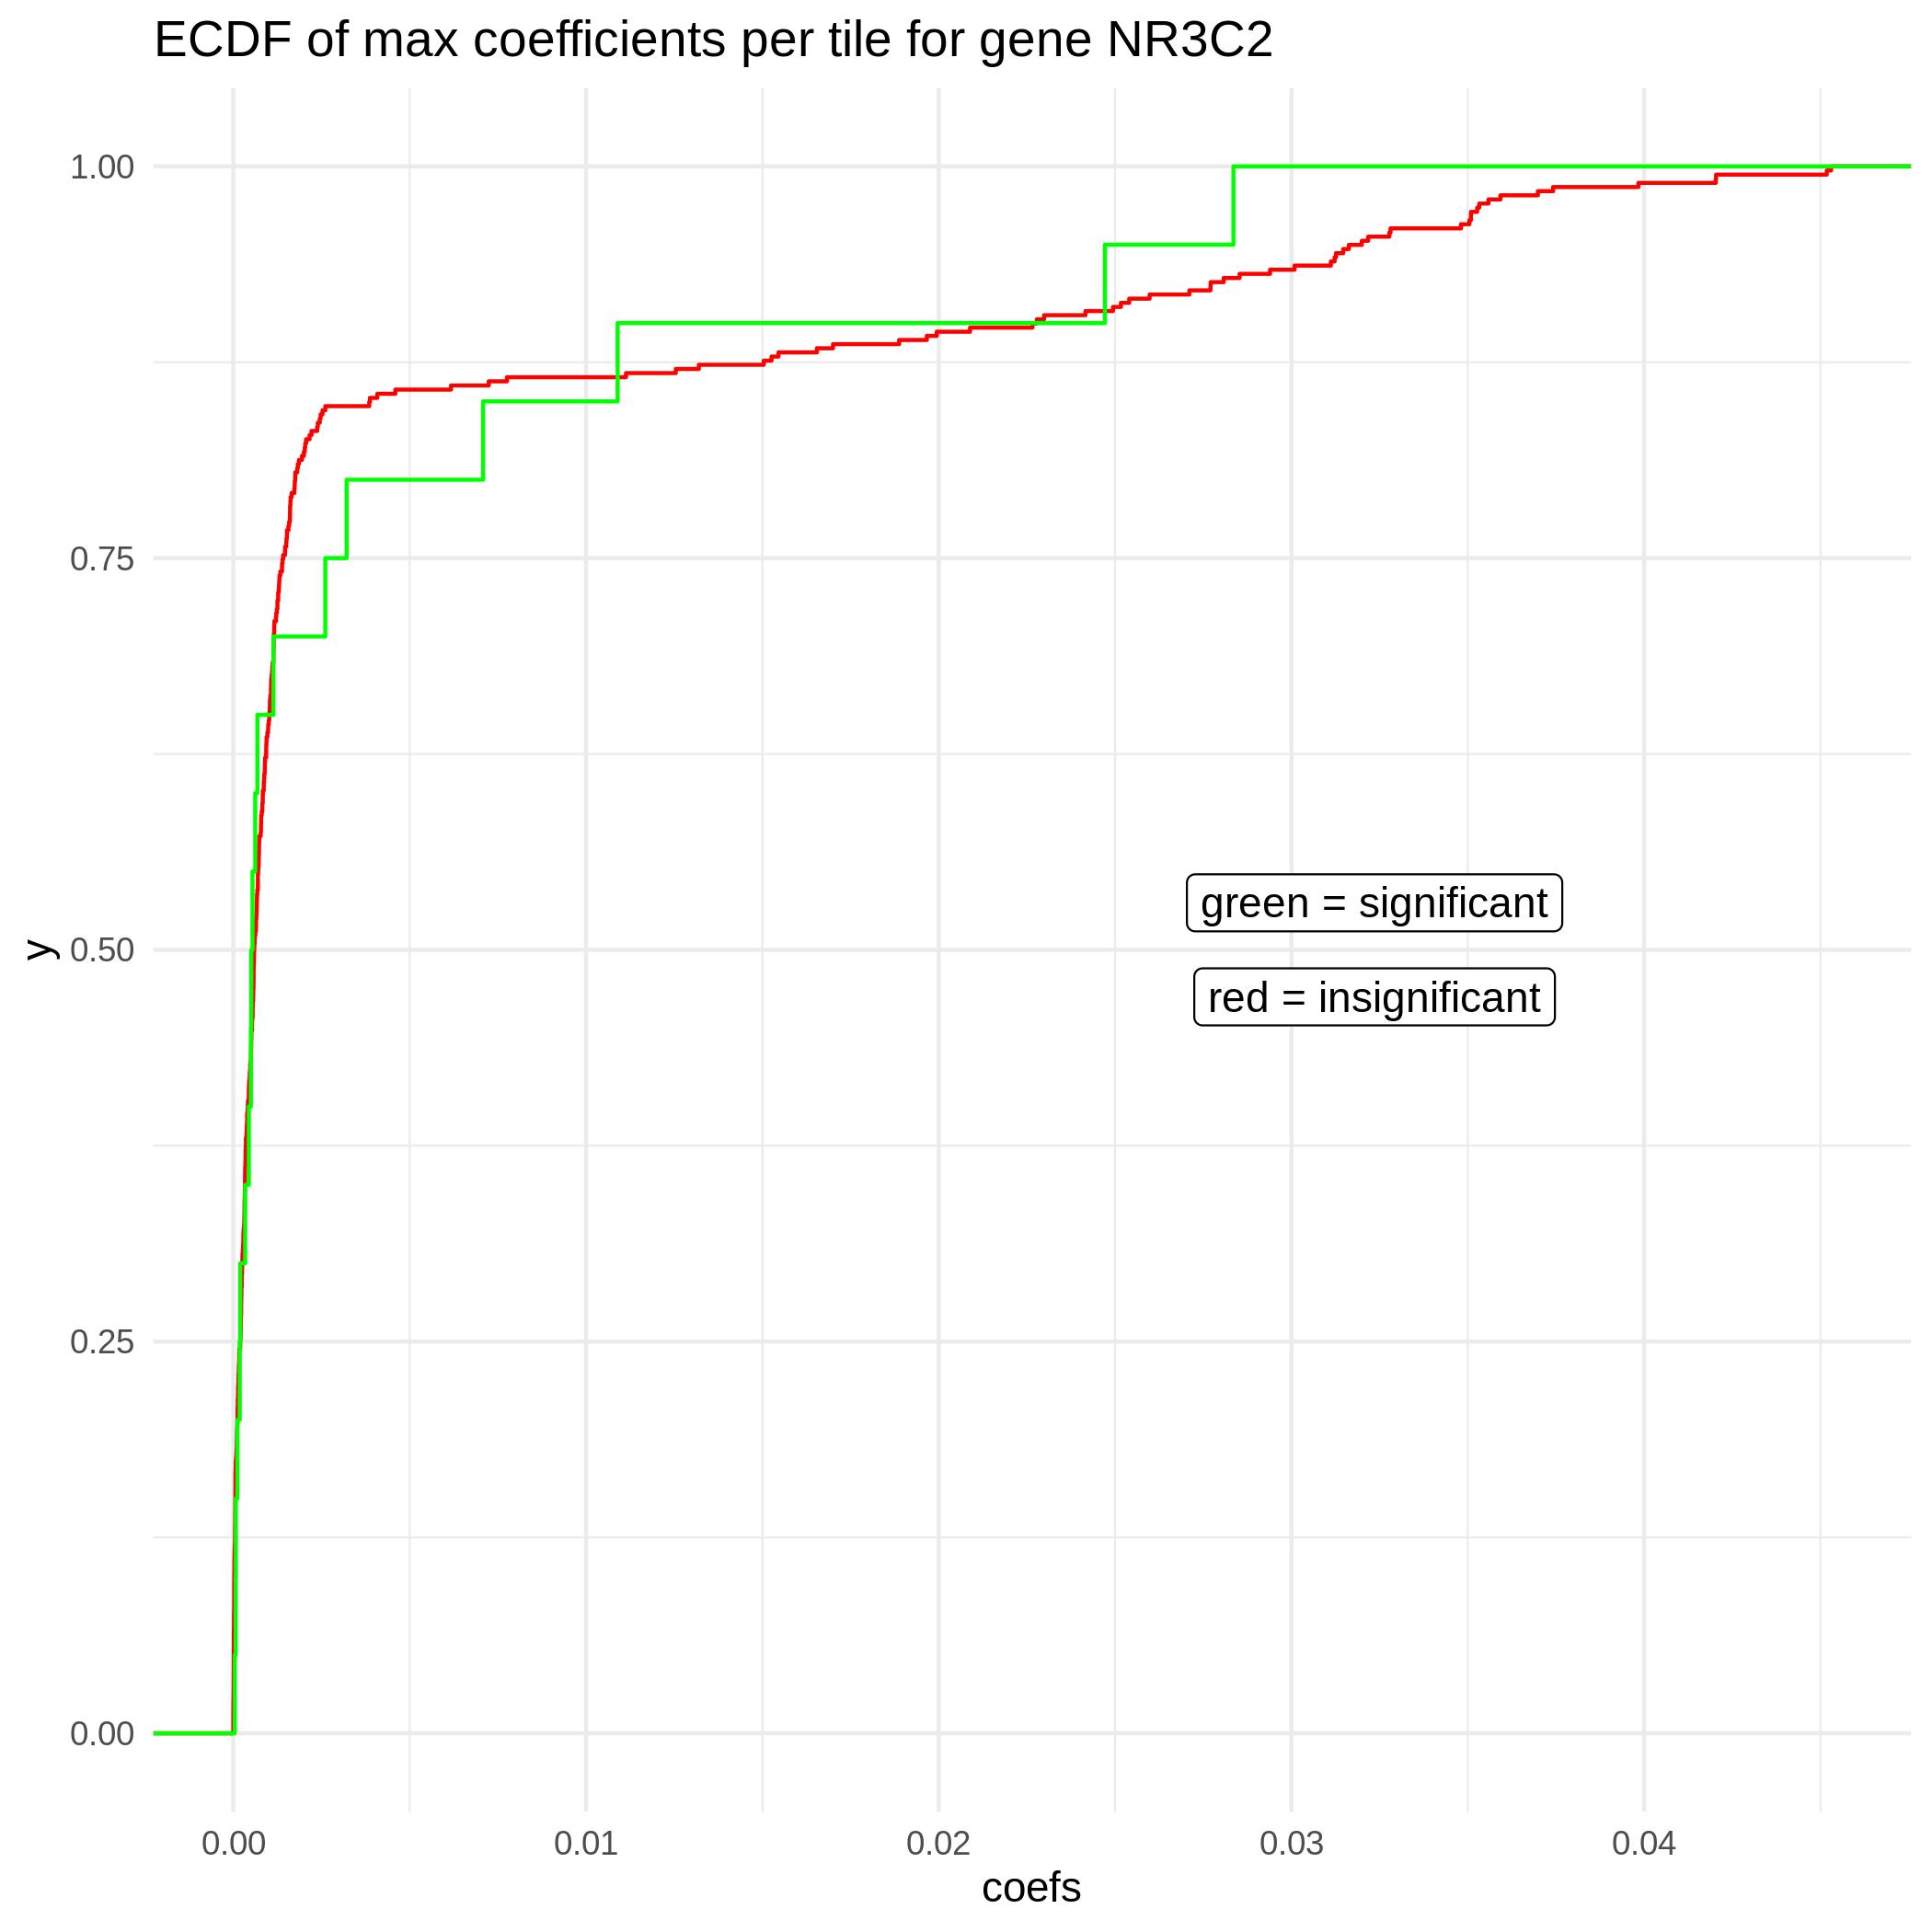 ECDF of max coefficients per tile for gene NR3C2
1.00
0.75
0.50
0.25
0.00
y
green = significant
red = insignificant
0.00 0.01 0.02 0.03 0.04
coefs